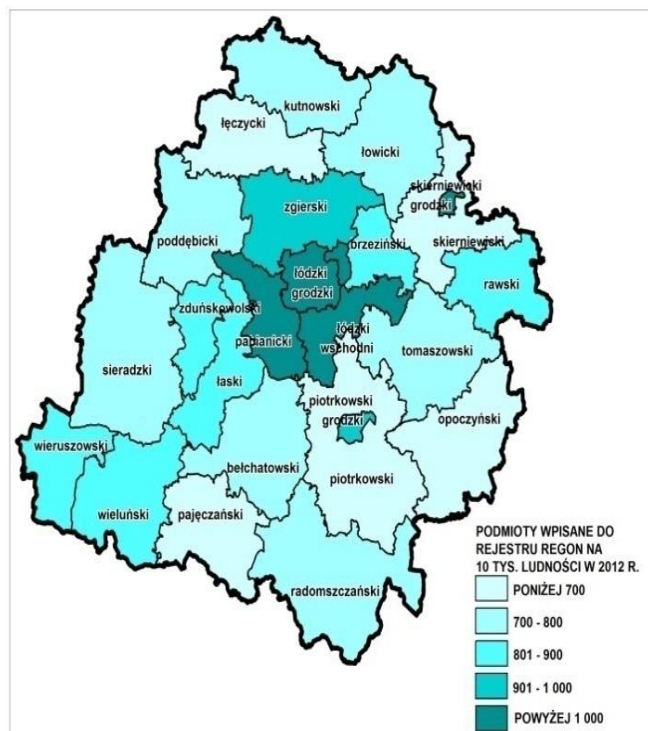 kutnowski
łęczycki
łowicki
skierniewicki
grodzki
zgierski
skierniewicki
brzeziński
poddębicki
łódzki
grodzki
rawski
zduńskowolski
łódzki
wschodni
pabianicki
tomaszowski
sieradzki
łaski
piotrkowski
grodzki
opoczyński
wieruszowski
bełchatowski
piotrkowski
wieluński
pajęczański
radomszczański
PODMIOTY WPISANE DO
REJESTRU REGON NA
10 TYS. LUDNOŚCI W 2012 R.
PONIŻEJ 700
700 - 800
801 - 900
901 - 1 000
POWYŻEJ 1 000